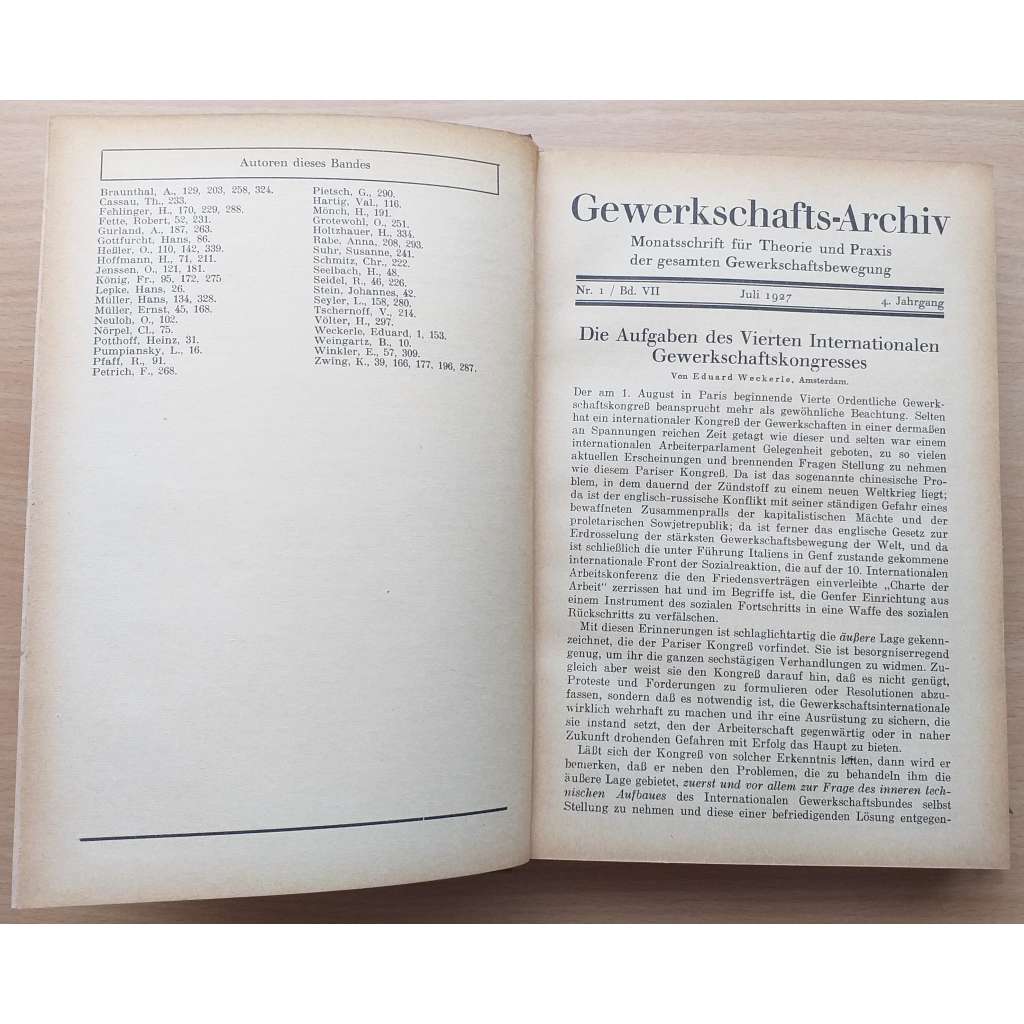 Autoren dieses Bandes
Braunthal, A., 129, 203, 258, 324.
Cassau, Th., 233.
Fehlinger, H., 170, 229, 288.
Fette, Robert, 52, 231.
Gurland, A., 187, 263.
Gottfurcht, Hans, 86.
Heßler, O., 110, 142, 339.
Hoffmann, H., 71, 211.
Jenssen, O., 121, 181.
König, Fr., 95, 172, 275
Lepke, Hans, 26.
Müller, Hans, 134, 328.
Müller, Ernst, 45, 168.
Neuloh, O., 102.
Nörpel, Cl., 75.
Potthoff, Heinz, 31.
Pumpiansky, L., 16.
Pfaff, R., 91.
Petrich, F., 268.
Pietsch, G., 290.
Hartig, Val., 116.
Mönch, H., 191.
Grotewohl, O., 251.
Holtzhauer, H., 334.
Rabe, Anna, 208, 293.
Suhr, Susanne, 241.
Schmitz, Chr., 222.
Seelbach, H., 48.
Seidel, R., 46, 226.
Stein, Johannes, 42.
Seyler, L., 158, 280.
Tschernoff, V., 214.
Völter, H., 297.
Weckerle, Eduard, 1, 153.
Weingartz, B., 10.
Winkler, E., 57, 309.
Zwing, K., 39, 166, 177, 196, 287.
Gewerkschafts-Archiv
Monatsschrift für Theorie und Praxis
der gesamten Gewerkschaftsbewegung
Nr. 1 / Bd. VII Juli 1927 4. Jahrgang
Die Aufgaben des Vierten Internationalen
Gewerkschaftskongresses
Von Eduard Weckerle, Amsterdam.
Der am 1. August in Paris beginnende Vierte Ordentliche Gewerk-
schaftskongreß beansprucht mehr als gewöhnliche Beachtung. Selten
hat ein internationaler Kongreß der Gewerkschaften in einer dermaßen
an Spannungen reichen Zeit getagt wie dieser und selten war einem
internationalen Arbeiterparlament Gelegenheit geboten, zu so vielen
aktuellen Erscheinungen und brennenden Fragen Stellung zu nehmen
wie diesem Pariser Kongreß. Da ist das sogenannte chinesische Pro-
blem, in dem dauernd der Zündstoff zu einem neuen Weltkrieg liegt;
da ist der englisch-russische Konflikt mit seiner ständigen Gefahr eines
bewaffneten Zusammenpralls der kapitalistischen Mächte und der
proletarischen Sowjetrepublik; da ist ferner das englische Gesetz zur
Erdrosselung der stärksten Gewerkschaftsbewegung der Welt, und da
ist schließlich die unter Führung Italiens in Genf zustande gekommene
internationale Front der Sozialreaktion, die auf der 10. Internationalen
Arbeitskonferenz die den Friedensverträgen einverleibte „Charte der
Arbeit" zerrissen hat und im Begriffe ist, die Genfer Einrichtung aus
einem Instrument des sozialen Fortschritts in eine Waffe des sozialen
Rückschritts zu verfälschen.
Mit diesen Erinnerungen ist schlaglichtartig die äußere Lage gekenn-
zeichnet, die der Pariser Kongreß vorfindet. Sie ist besorgniserregend
genug, um ihr die ganzen sechstägigen Verhandlungen zu widmen. Zu-
gleich aber weist sie den Kongreß darauf hin, daß es nicht genügt,
Proteste und Forderungen zu formulieren oder Resolutionen abzu-
fassen, sondern daß es notwendig ist, die Gewerkschaftsinternationale
wirklich wehrhaft zu machen und ihr eine Ausrüstung zu sichern, die
sie instand setzt, den der Arbeiterschaft gegenwärtig oder in naher
Zukunft drohenden Gefahren mit Erfolg das Haupt zu bieten.
Läßt sich der Kongreß von solcher Erkenntnis leiten, dann wird er
bemerken, daß er neben den Problemen, die zu behandeln ihm die
äußere Lage gebietet, zuerst und vor allem zur Frage des inneren tech-
nischen Aufbaues des Internationalen Gewerkschaftsbundes selbst
Stellung zu nehmen und diese einer befriedigenden Lösung entgegen-